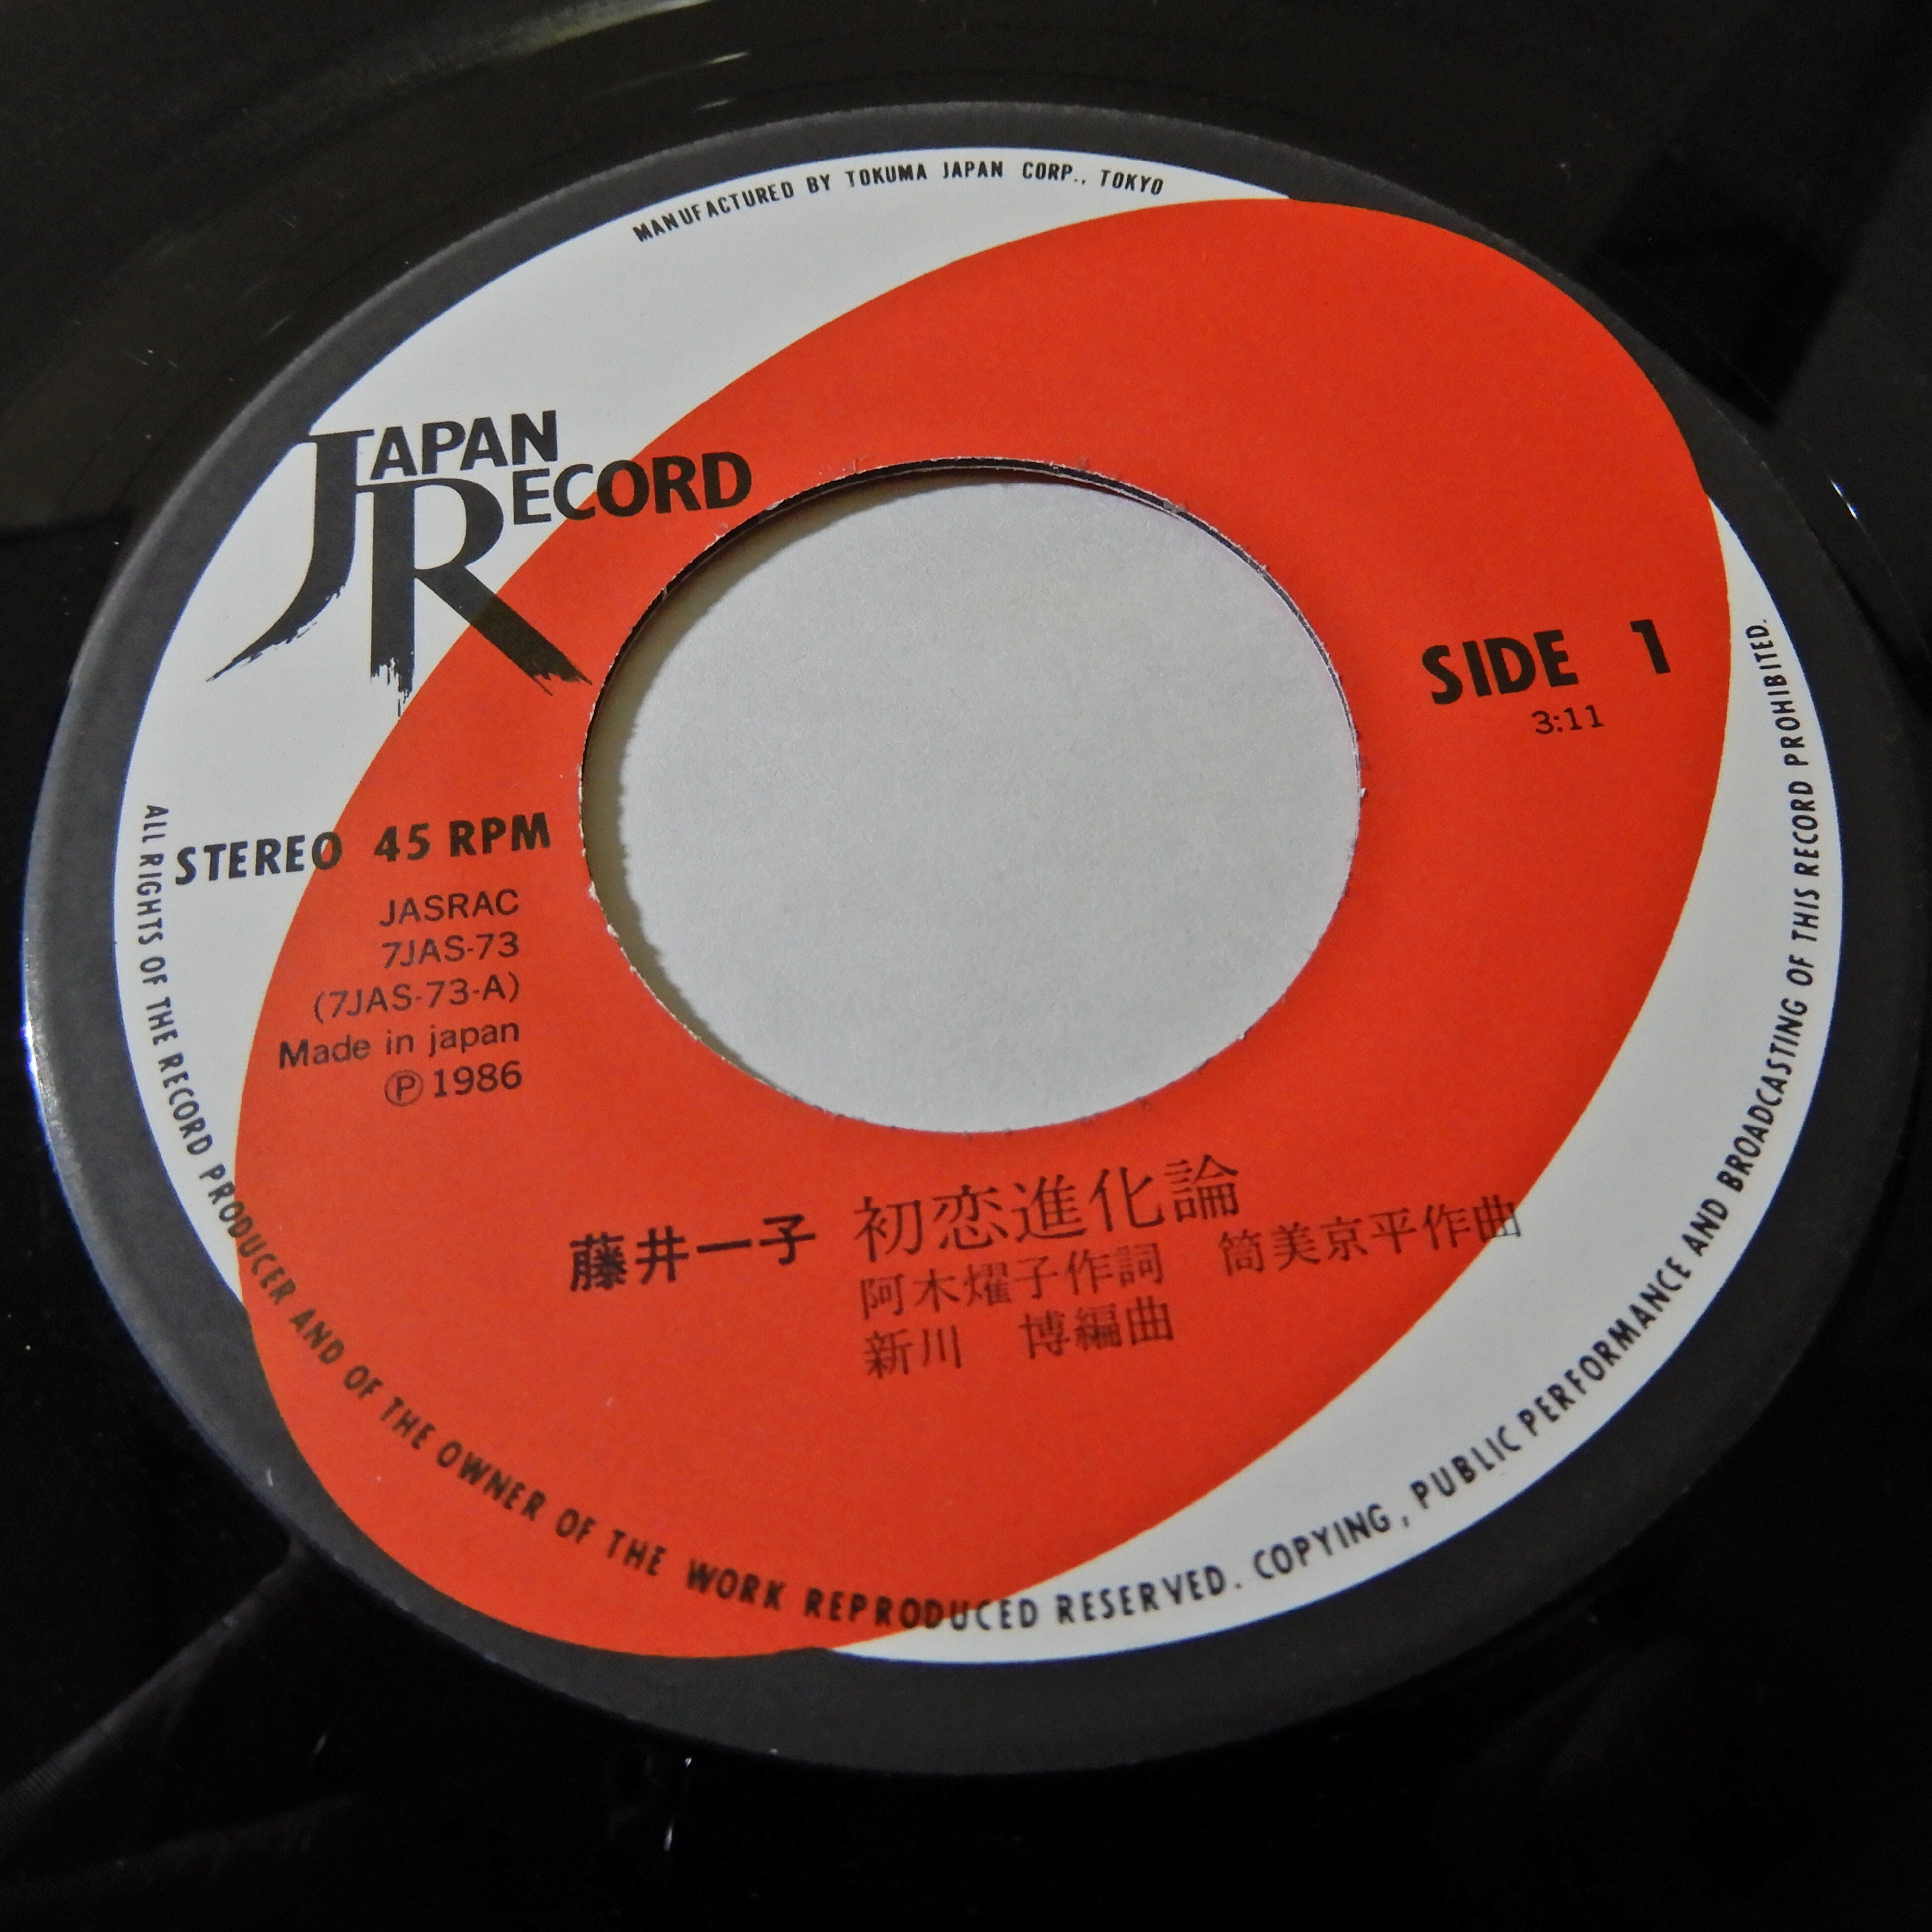 MANUFACTURED BY TOKUMA JAPAN CORP., TOKYO
JAPAN
RECORD
SIDE 1
3:11
STEREO 45 RPM
JASRAC
7JAS-73
(7JAS-73-A)
Made in japan
Ⓟ 1986
藤井一子 初恋進化論
阿木燿子作詞 筒美京平作曲
新川 博編曲
ALL RIGHTS OF THE RECORD PRODUCER AND OF THE OWNER OF THE WORK REPRODUCED RESERVED. COPYING, PUBLIC PERFORMANCE AND BROADCASTING OF THIS RECORD PROHIBITED.